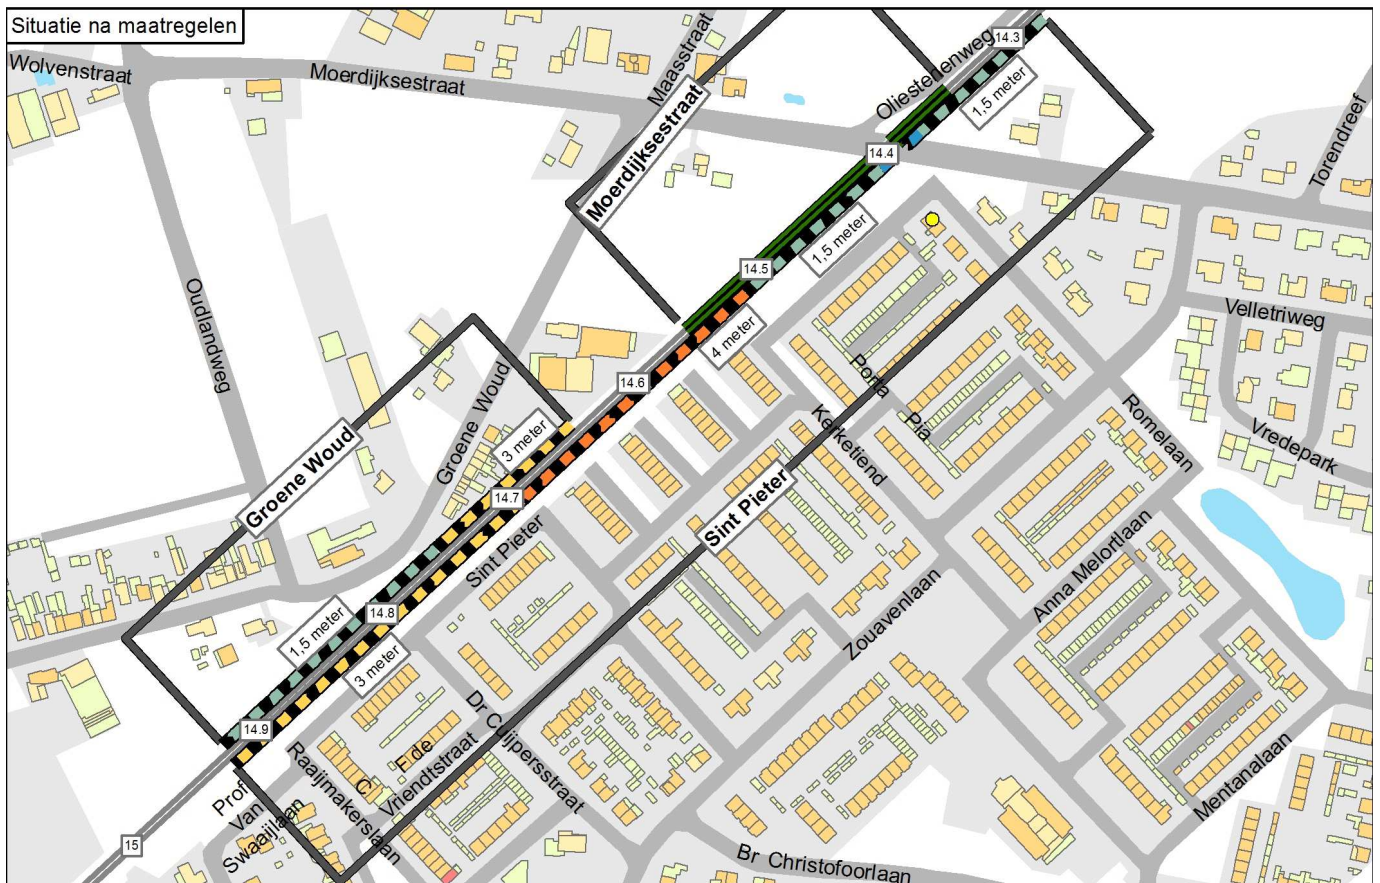 Situatie na maatregelen
Wolvenstraat
Moerdijksestraat
Maasstraat
Oliestedenweg
14.3
1,5 meter
Moerdijksestraat
14.4
Torendreef
1,5 meter
14.5
Oudlandweg
4 meter
Velletriweg
14.6
Porta
Pia
Kerketiend
Romelaan
Vredepark
Groene Woud
Groene Woud
3 meter
14.7
Sint Pieter
Sint Pieter
Anna Melortlaan
Zouavenlaan
14.8
1,5 meter
3 meter
14.9
Dr Cuijpersstraat
F de
Vriendtstraat
C
Raaijmakerslaan
Prof
Van
Swaaijlaan
Mentanalaan
15
Br Christofoorlaan